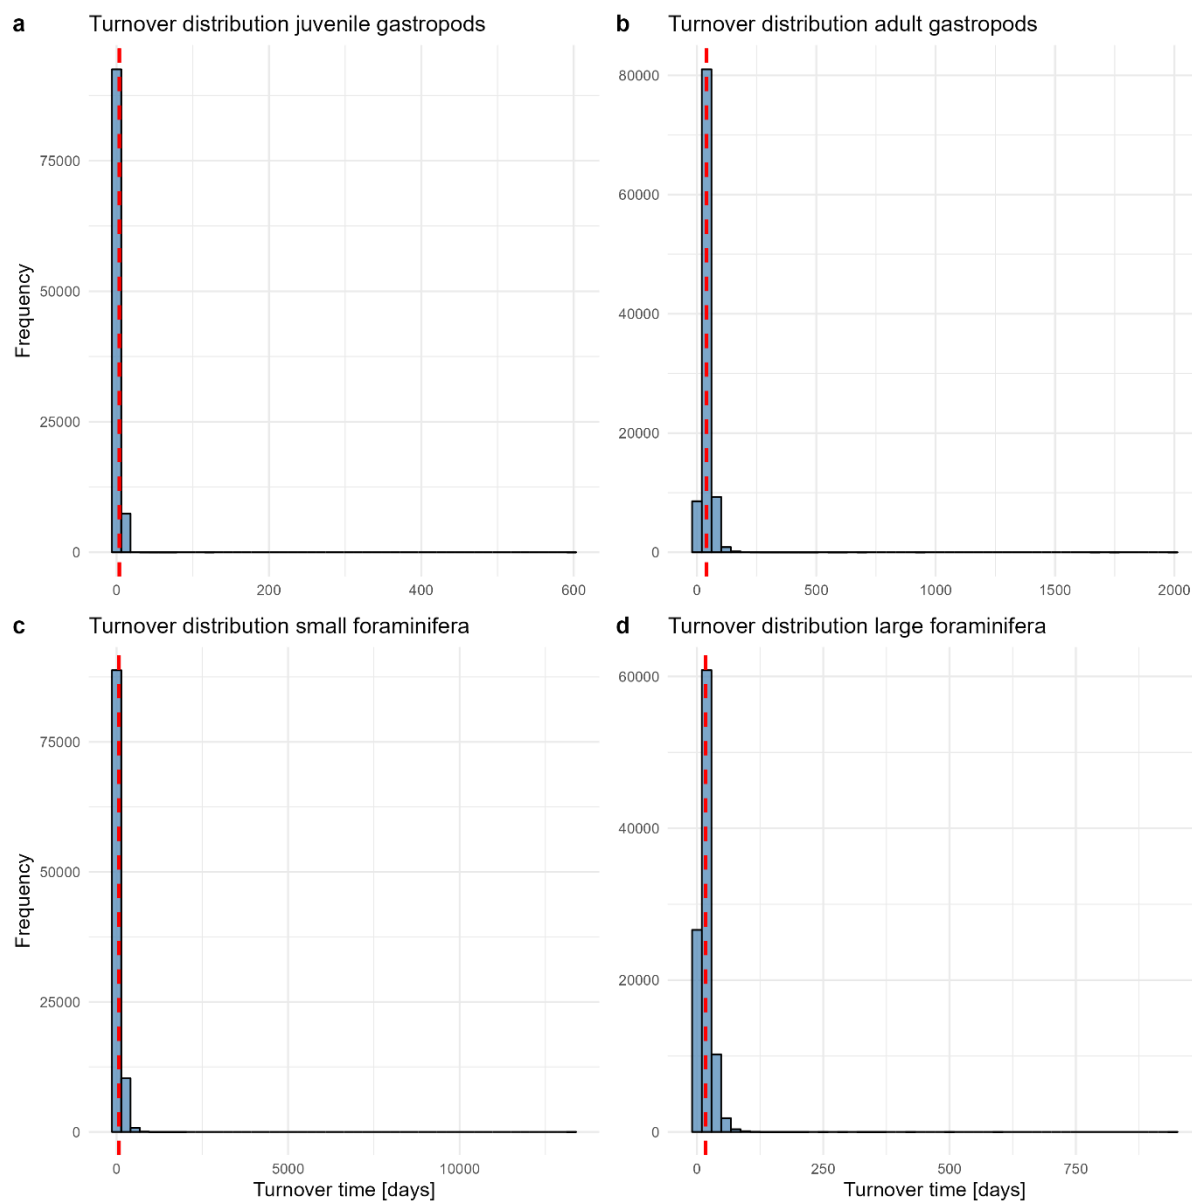 a Turnover distribution juvenile gastropods
Frequency
75000
50000
25000
0
0 200 400 600
b Turnover distribution adult gastropods
80000
60000
40000
20000
0
0 500 1000 1500 2000
c Turnover distribution small foraminifera
Frequency
75000
50000
25000
0
0 5000 10000
Turnover time [days]
d Turnover distribution large foraminifera
60000
40000
20000
0
0 250 500 750
Turnover time [days]